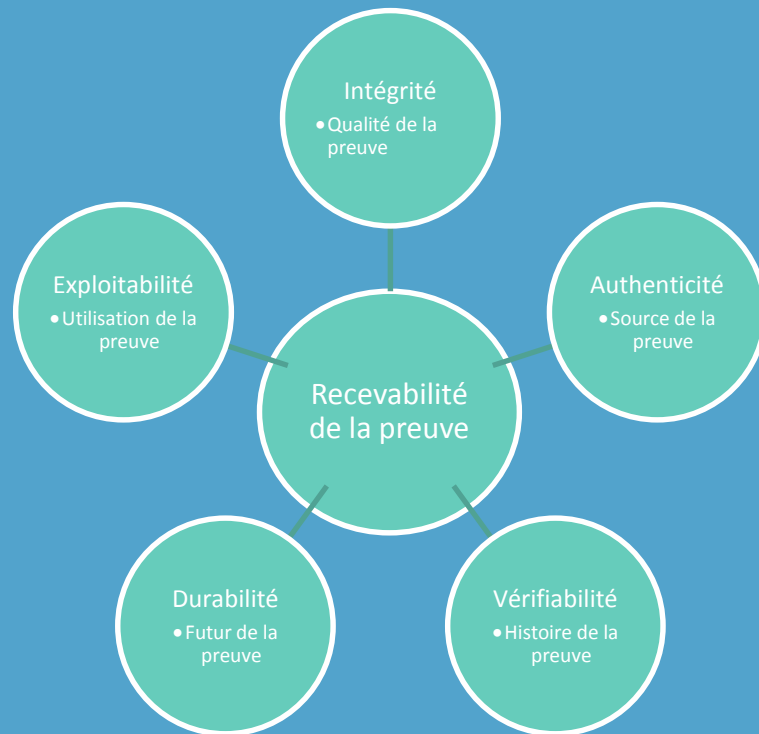 Intégrité
•Qualité de la
preuve
Exploitabilité
•Utilisation de la
preuve
Authenticité
•Source de la
preuve
Recevabilité
de la preuve
Durabilité
•Futur de la
preuve
Vérifiabilité
•Histoire de la
preuve